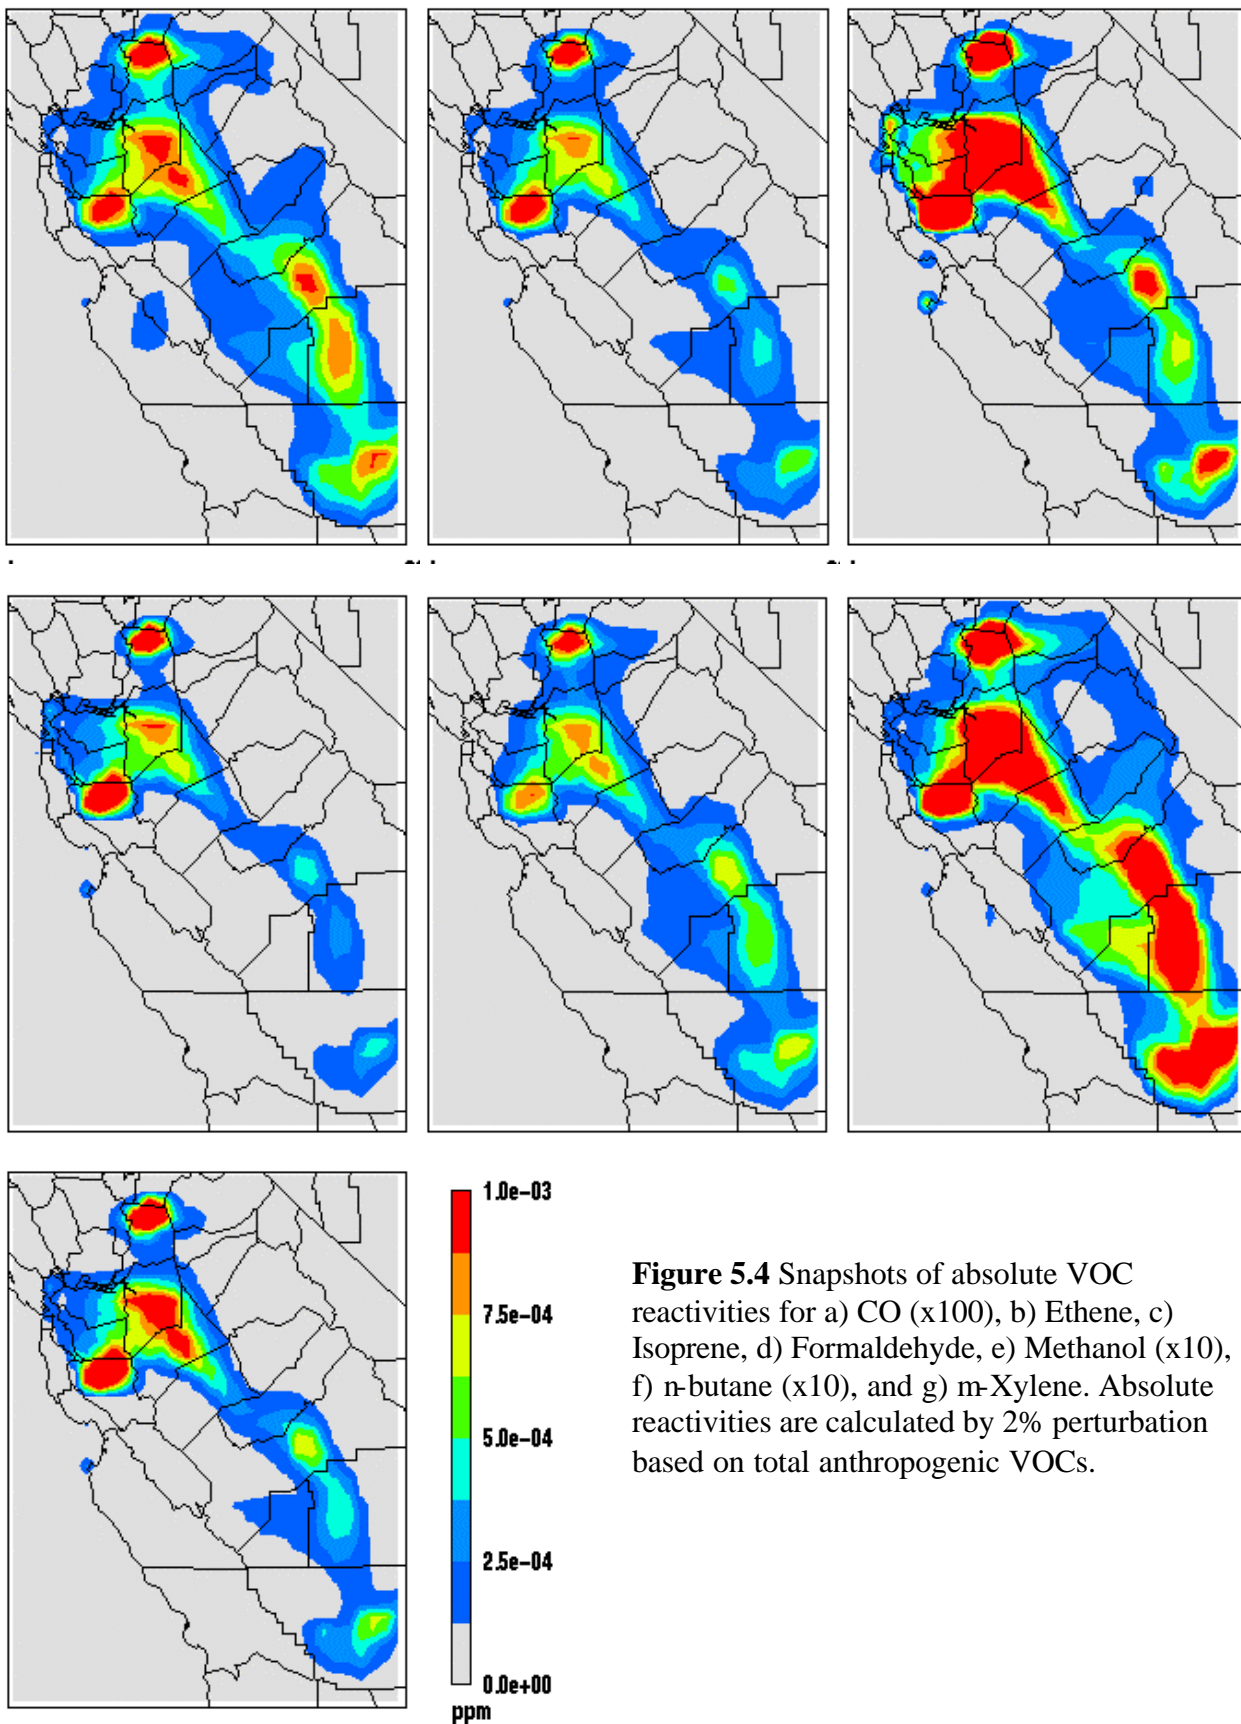 1.0e-03
7.5e-04
5.0e-04
2.5e-04
0.0e+00
ppm
Figure 5.4 Snapshots of absolute VOC
reactivities for a) CO (x100), b) Ethene, c)
Isoprene, d) Formaldehyde, e) Methanol (x10),
f) n-butane (x10), and g) m-Xylene. Absolute
reactivities are calculated by 2% perturbation
based on total anthropogenic VOCs.